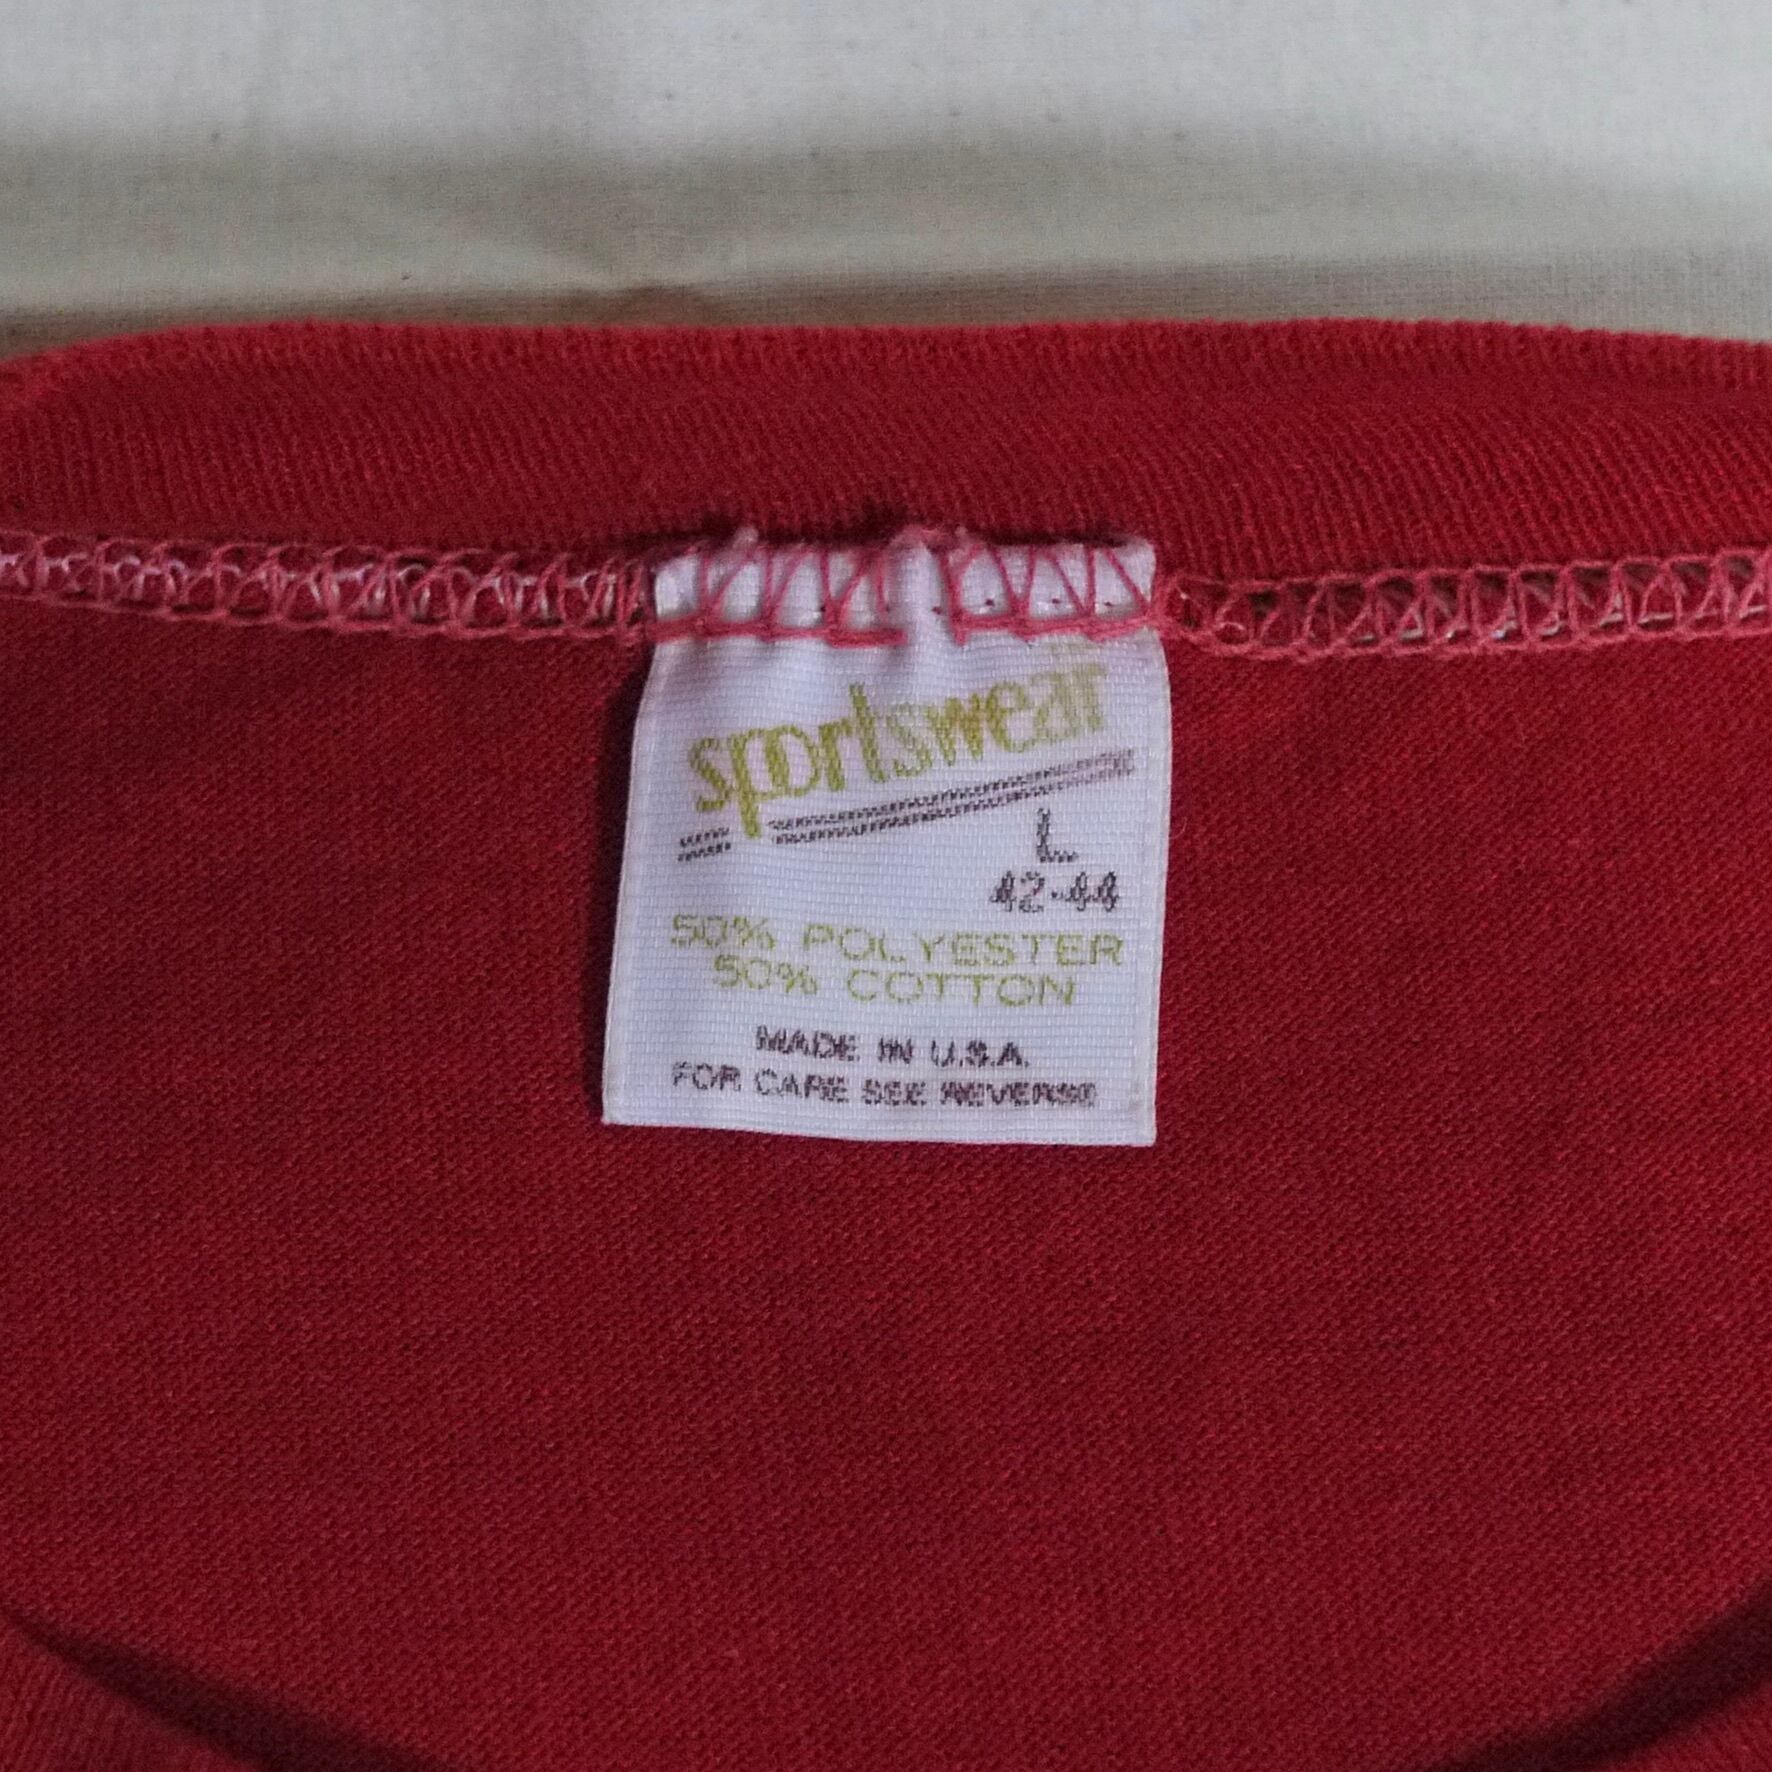 sportswear
L
42-44
50% POLYESTER
50% COTTON
MADE IN U.S.A.
FOR CARE SEE REVERSE